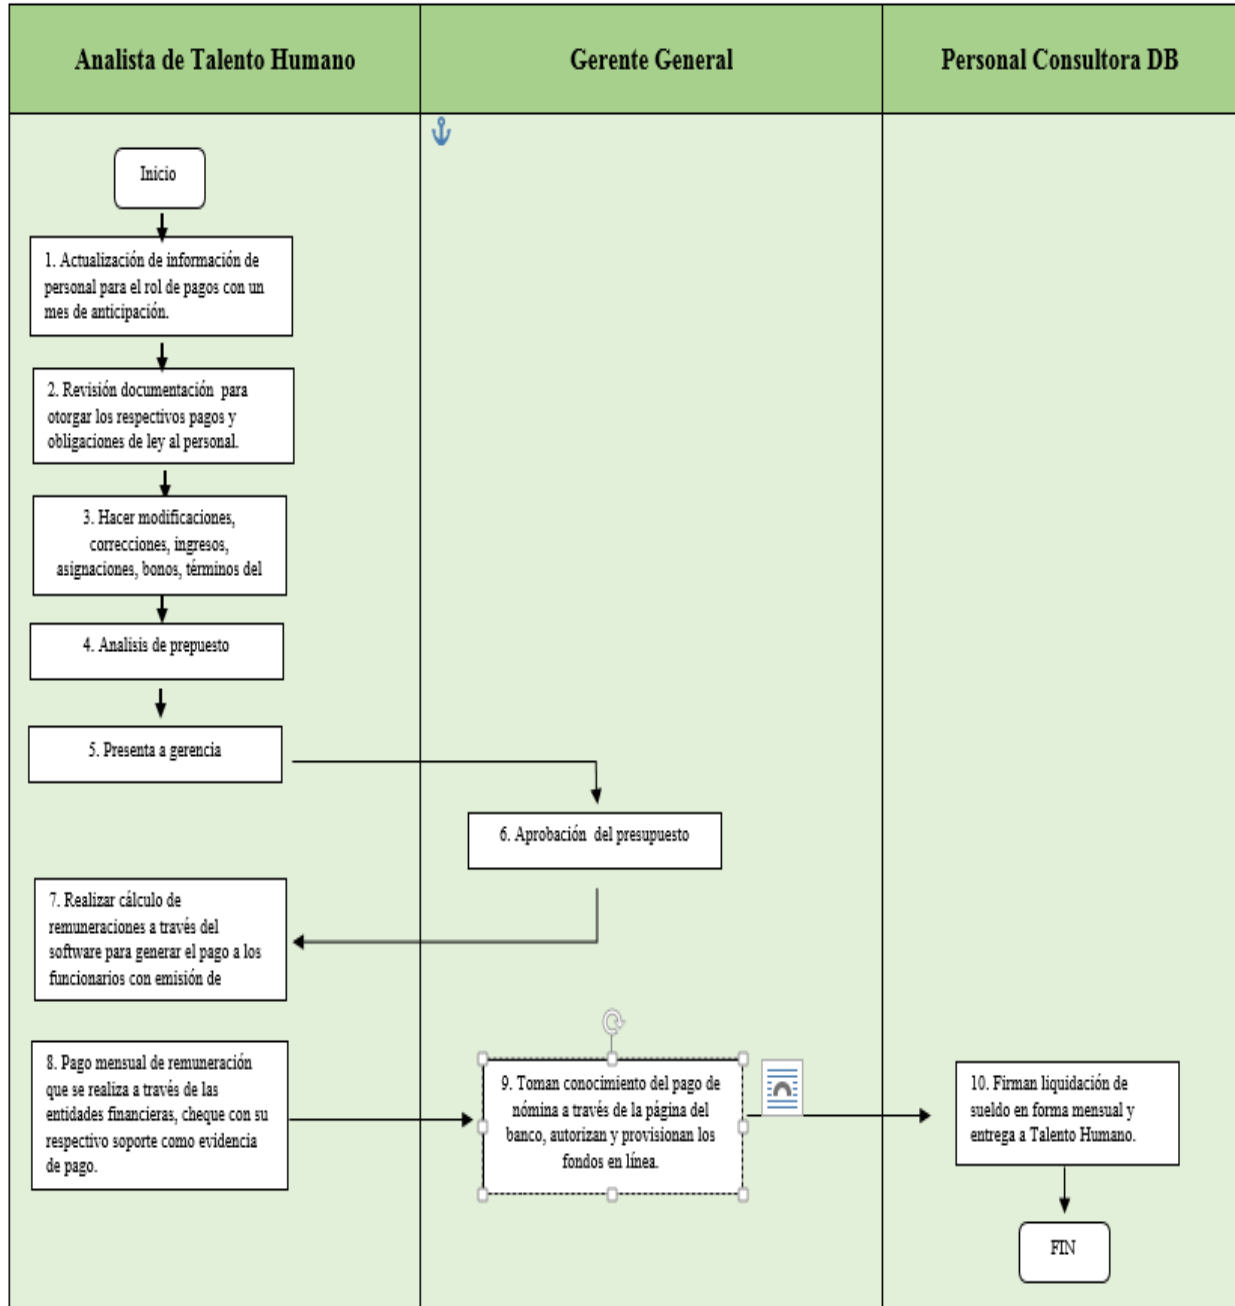 Analista de Talento Humano
Gerente General
Personal Consultora DB
Inicio
1. Actualización de información de
personal para el rol de pagos con un
mes de anticipación.
2. Revisión documentación para
otorgar los respectivos pagos y
obligaciones de ley al personal.
3. Hacer modificaciones,
correcciones, ingresos,
asignaciones, bonos, términos del
4. Analisis de prepuesto
5. Presenta a gerencia
6. Aprobación del presupuesto
7. Realizar cálculo de
remuneraciones a través del
software para generar el pago a los
funcionarios con emisión de
8. Pago mensual de remuneración
que se realiza a través de las
entidades financieras, cheque con su
respectivo soporte como evidencia
de pago.
9. Toman conocimiento del pago de
nómina a través de la página del
banco, autorizan y provisionan los
fondos en línea.
10. Firman liquidación de
sueldo en forma mensual y
entrega a Talento Humano.
FIN